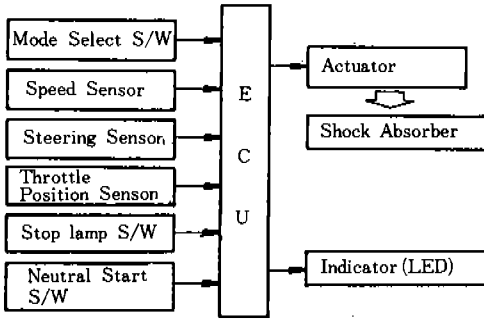 Mode Select S/W
Speed Sensor
Steering Sensor
Throttle
Position Sensor
Stop lamp S/W
Neutral Start
S/W
E
C
U
Actuator
Shock Absorber
Indicator (LED)